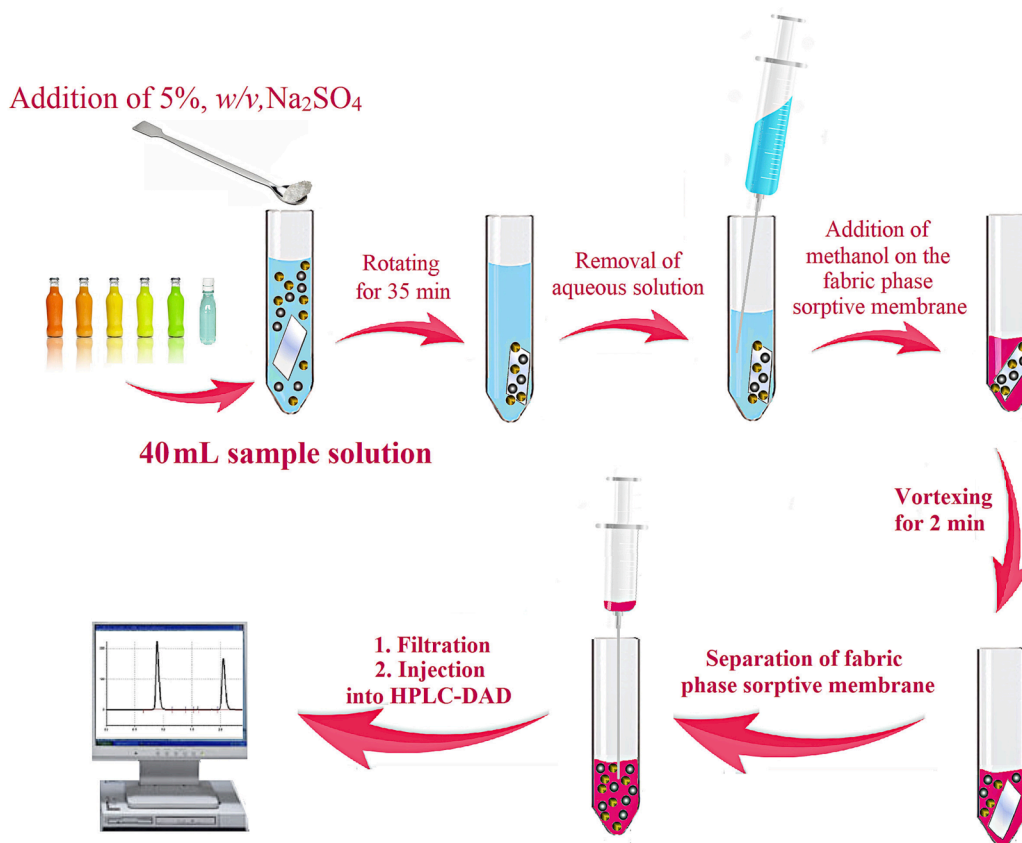 Addition of 5%, w/v,Na₂SO₄
Rotating
for 35 min
Removal of
aqueous solution
Addition of
methanol on the
fabric phase
sorptive membrane
40 mL sample solution
Vortexing
for 2 min
Separation of fabric
phase sorptive membrane
1. Filtration
2. Injection
into HPLC-DAD